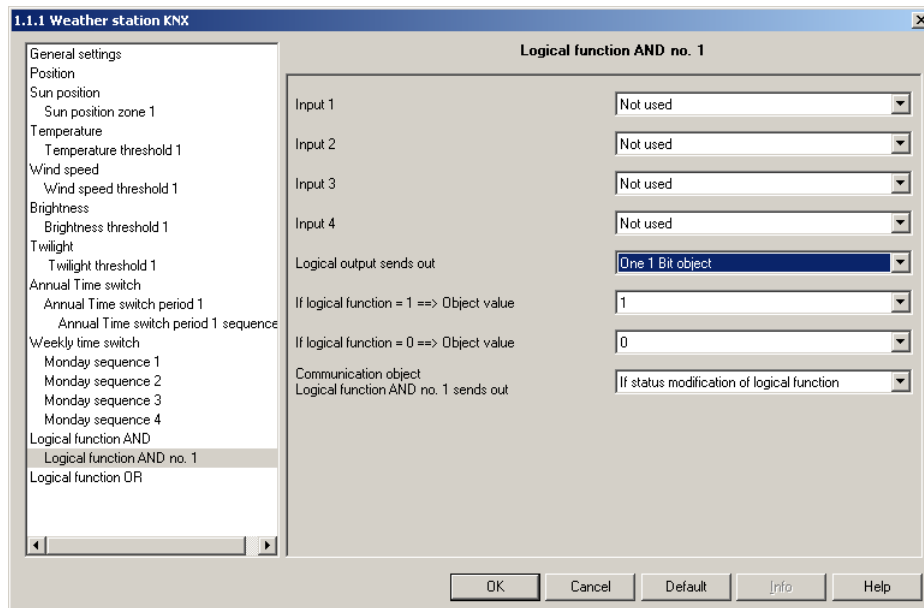 1.1.1 Weather station KNX
General settings
Position
Sun position
Sun position zone 1
Temperature
Temperature threshold 1
Wind speed
Wind speed threshold 1
Brightness
Brightness threshold 1
Twilight
Twilight threshold 1
Annual Time switch
Annual Time switch period 1
Annual Time switch period 1 sequence
Weekly time switch
Monday sequence 1
Monday sequence 2
Monday sequence 3
Monday sequence 4
Logical function AND
Logical function AND no. 1
Logical function OR
Logical function AND no. 1
Input 1 Not used
Input 2 Not used
Input 3 Not used
Input 4 Not used
Logical output sends out One 1 Bit object
If logical function = 1 ==> Object value 1
If logical function = 0 ==> Object value 0
Communication object
Logical function AND no. 1 sends out If status modification of logical function
OK Cancel Default Info Help